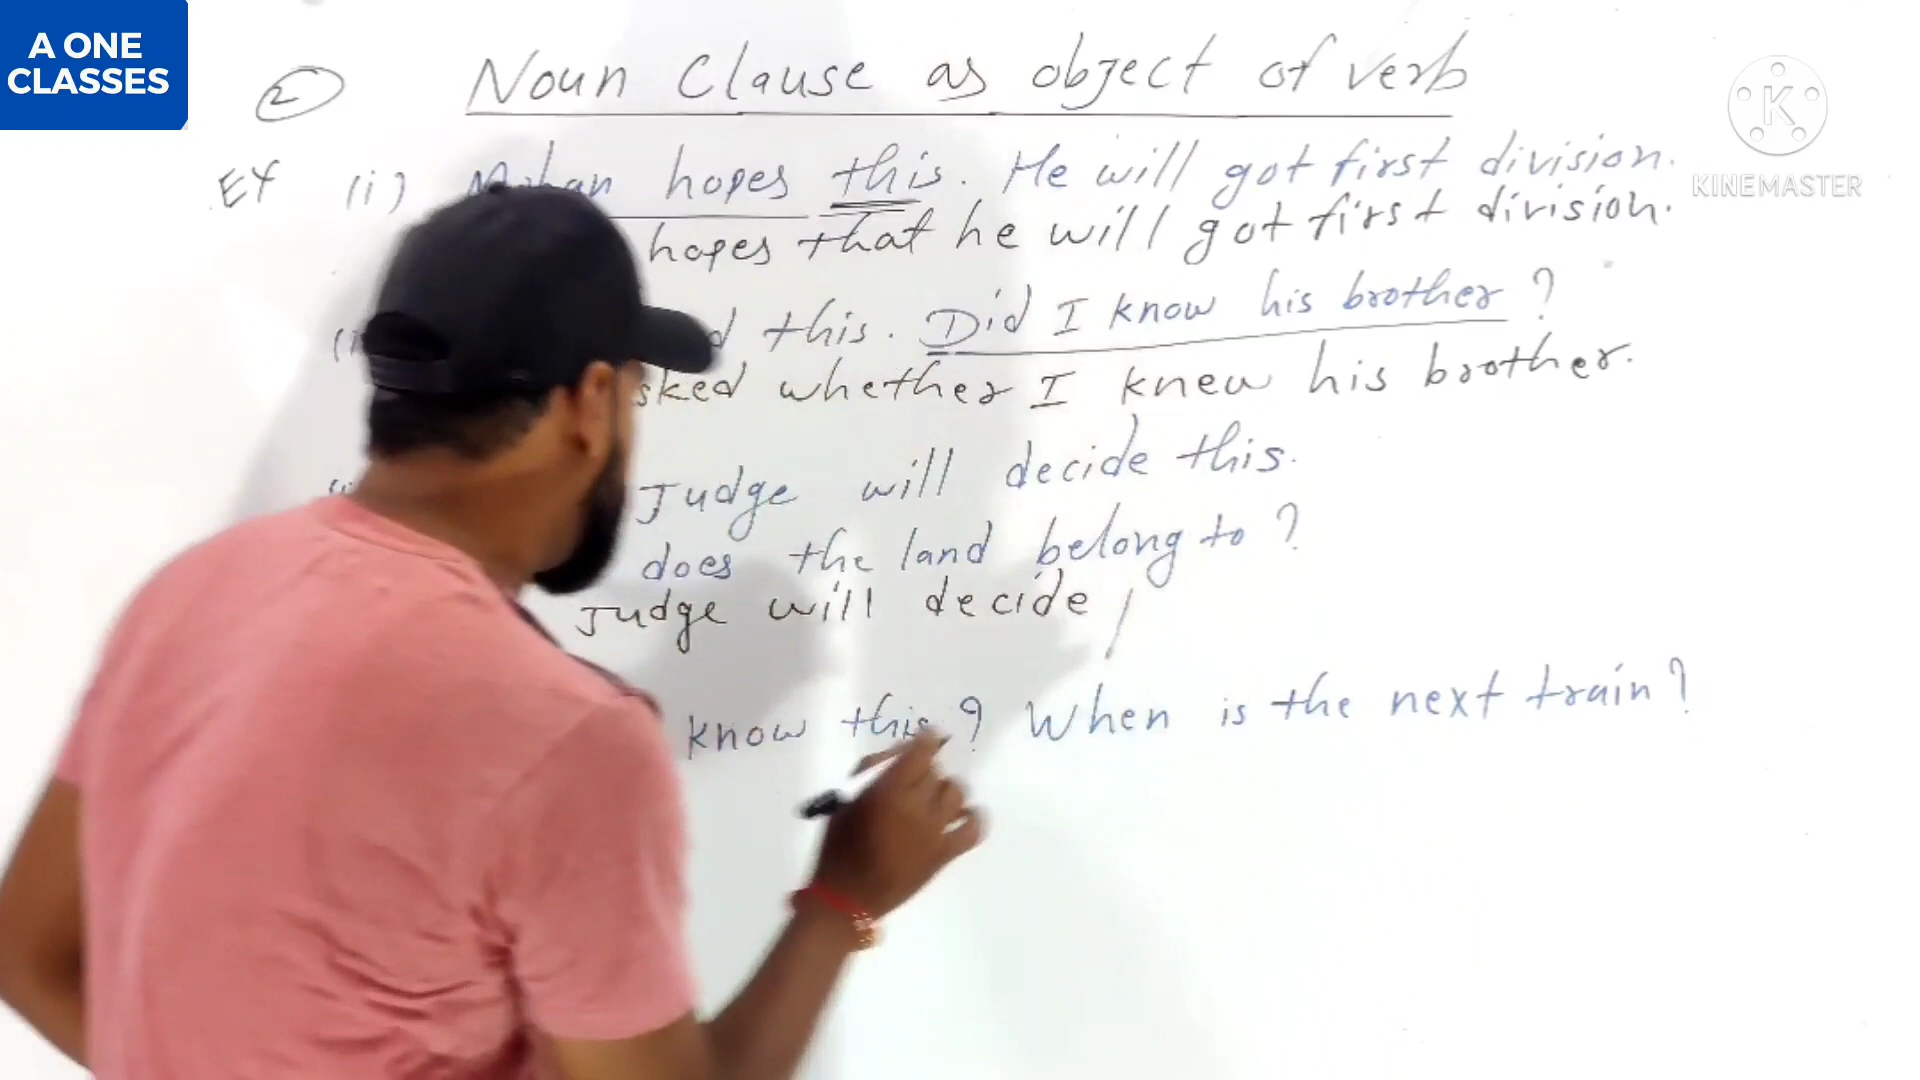 A ONE
CLASSES
2 Noun Clause as object of verb
K
KINEMASTER
EX (i) Mohan hopes this. He will got first division.
hopes that he will got first division.
this. Did I know his brother?
sked whether I knew his brother.
Judge will decide this.
does the land belong to?
Judge will decide
know this? When is the next train?